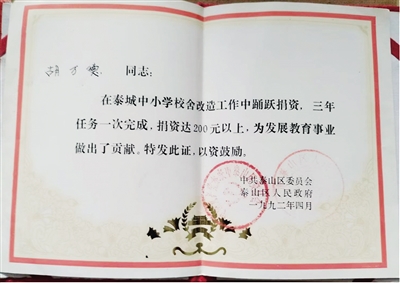 胡万 同志：
在泰城中小学校舍改造工作中踊跃捐资，三年
任务一次完成，捐资达200元以上，为发展教育事业
做出了贡献。特发此证，以资鼓励。
中共泰山区委员会
泰山区人民政府
一九九二年四月